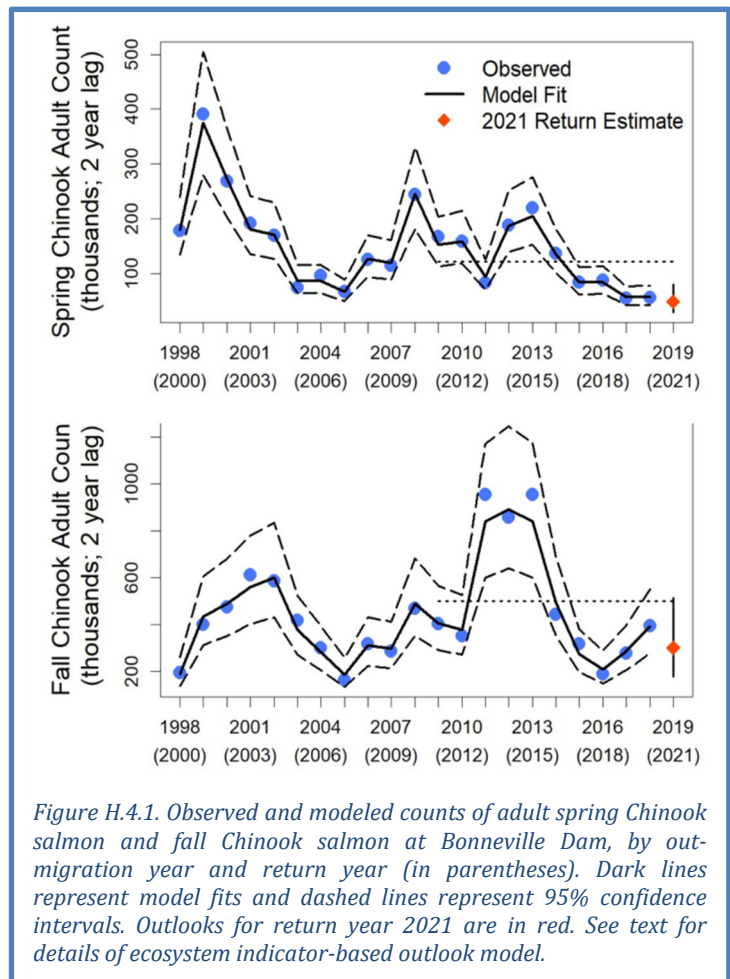 Spring Chinook Adult Count
(thousands; 2 year lag)
500
400
300
200
100
Observed
Model Fit
2021 Return Estimate
1998 2001 2004 2007 2010 2013 2016 2019
(2000) (2003) (2006) (2009) (2012) (2015) (2018) (2021)
Fall Chinook Adult Coun
(thousands; 2 year lag)
1000
600
200
1998 2001 2004 2007 2010 2013 2016 2019
(2000) (2003) (2006) (2009) (2012) (2015) (2018) (2021)
Figure H.4.1. Observed and modeled counts of adult spring Chinook
salmon and fall Chinook salmon at Bonneville Dam, by out-
migration year and return year (in parentheses). Dark lines
represent model fits and dashed lines represent 95% confidence
intervals. Outlooks for return year 2021 are in red. See text for
details of ecosystem indicator-based outlook model.